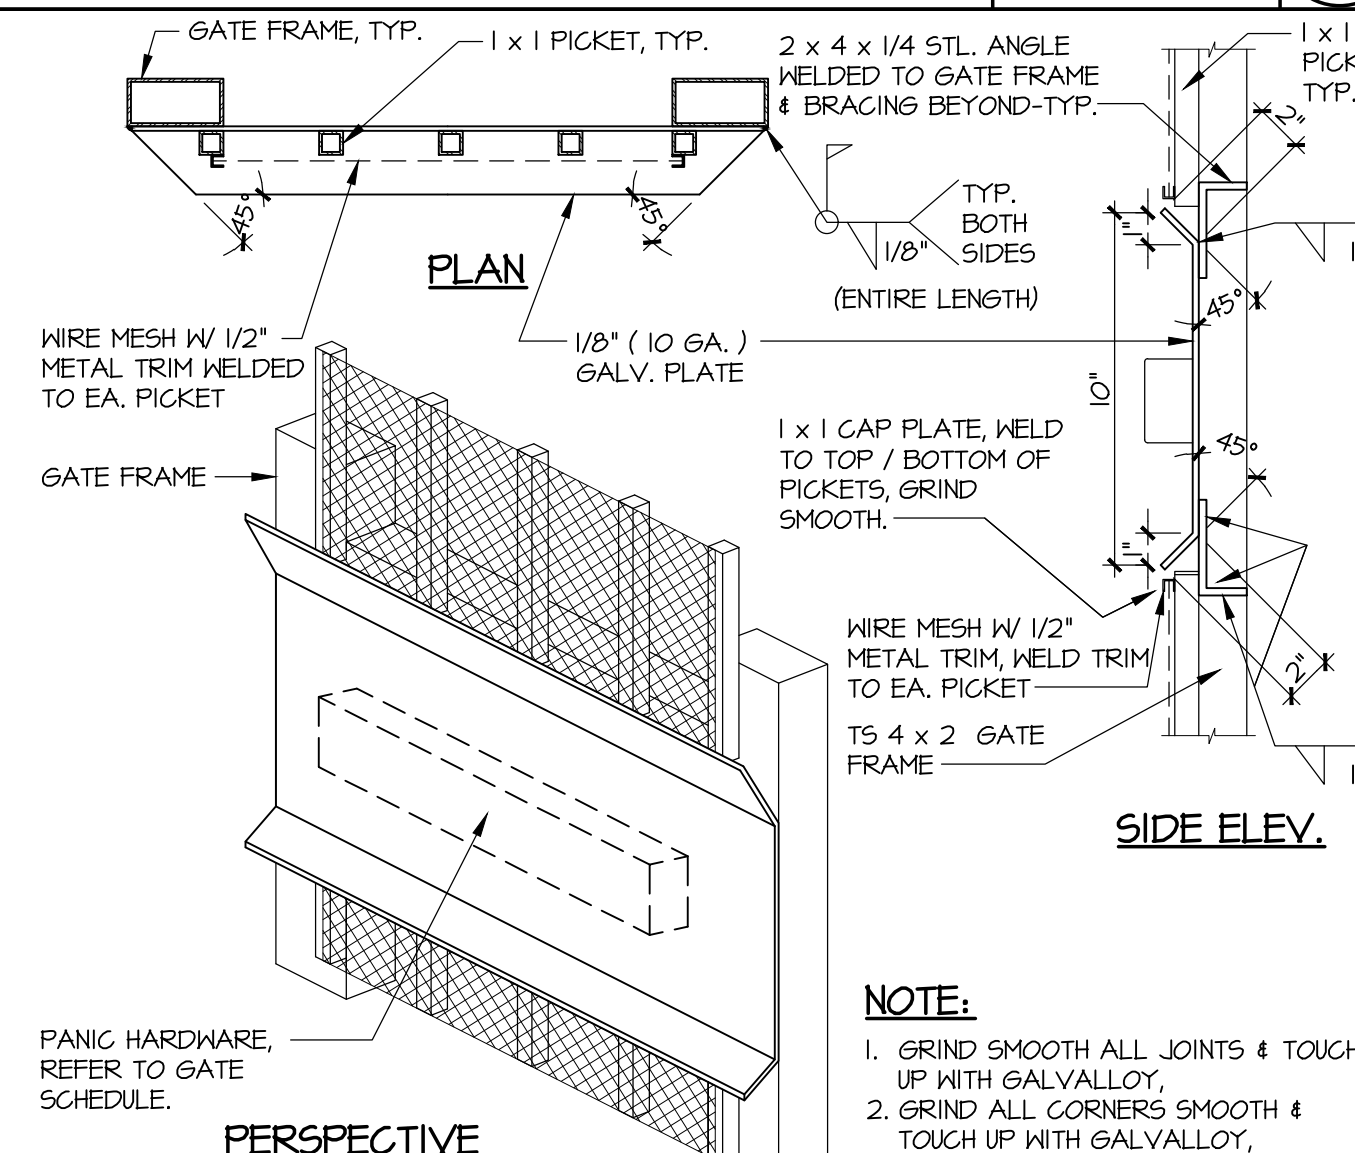 GATE FRAME, TYP.
1 x 1 PICKET, TYP.
2 x 4 x 1/4 STL. ANGLE
WELDED TO GATE FRAME
& BRACING BEYOND-TYP.
1 x 1
PICK
TYP.
2"
45°
45°
PLAN
TYP.
BOTH
SIDES
1/8"
(ENTIRE LENGTH)
1"
45°
WIRE MESH W/ 1/2"
METAL TRIM WELDED
TO EA. PICKET
1/8" ( 10 GA. )
GALV. PLATE
10"
GATE FRAME
1 x 1 CAP PLATE, WELD
TO TOP / BOTTOM OF
PICKETS, GRIND
SMOOTH.
45°
1"
WIRE MESH W/ 1/2"
METAL TRIM, WELD TRIM
TO EA. PICKET
2"
TS 4 x 2 GATE
FRAME
SIDE ELEV.
PANIC HARDWARE,
REFER TO GATE
SCHEDULE.
PERSPECTIVE
NOTE:
1. GRIND SMOOTH ALL JOINTS & TOUCH
UP WITH GALVALLOY,
2. GRIND ALL CORNERS SMOOTH &
TOUCH UP WITH GALVALLOY,